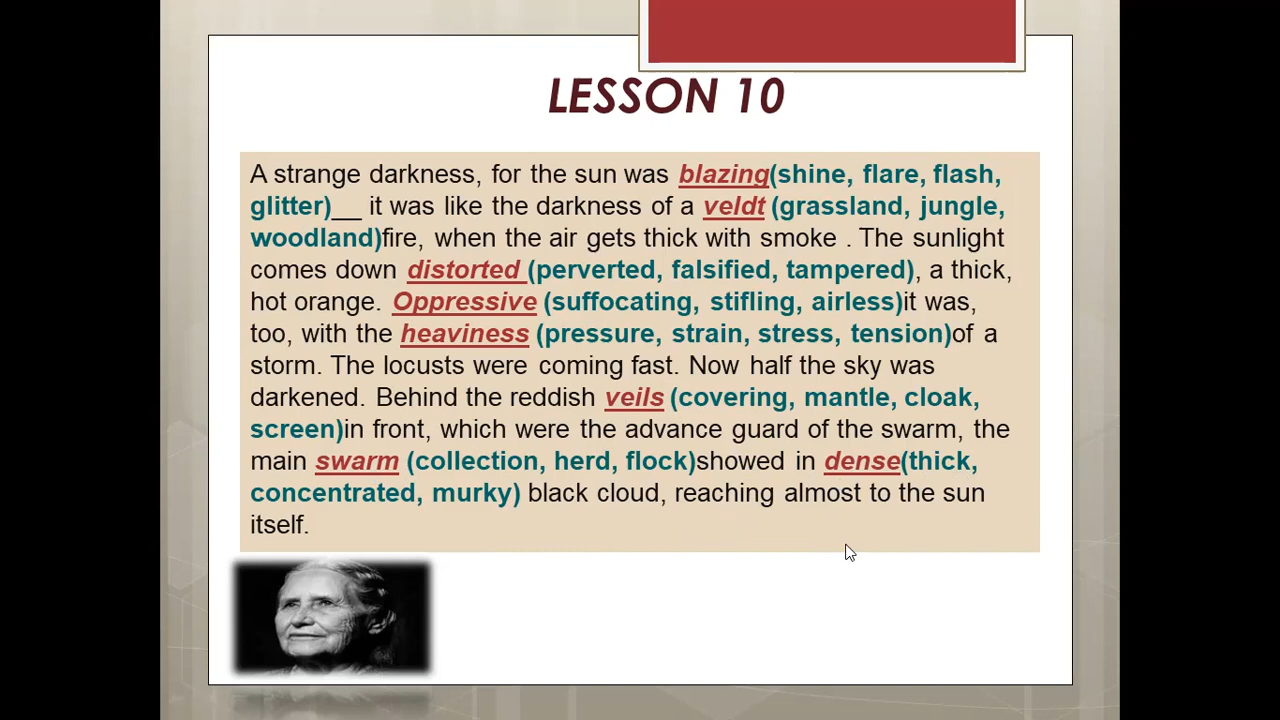 LESSON 10
A strange darkness, for the sun was blazing(shine, flare, flash,
glitter)__ it was like the darkness of a veldt (grassland, jungle,
woodland)fire, when the air gets thick with smoke . The sunlight
comes down distorted (perverted, falsified, tampered), a thick,
hot orange. Oppressive (suffocating, stifling, airless)it was,
too, with the heaviness (pressure, strain, stress, tension)of a
storm. The locusts were coming fast. Now half the sky was
darkened. Behind the reddish veils (covering, mantle, cloak,
screen)in front, which were the advance guard of the swarm, the
main swarm (collection, herd, flock)showed in dense(thick,
concentrated, murky) black cloud, reaching almost to the sun
itself.